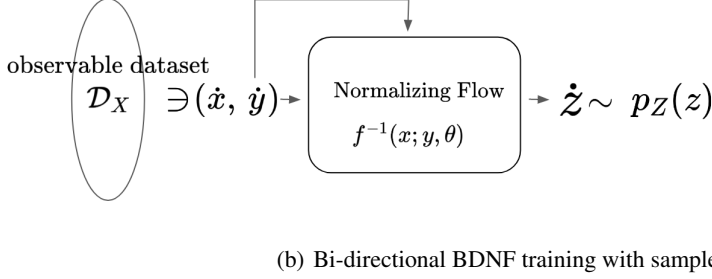 observable dataset
𝒟_X ∋ (ẋ, ẏ)
Normalizing Flow
f⁻¹(x; y, θ)
ż ∼ p_Z(z)
(b) Bi-directional BDNF training with sample